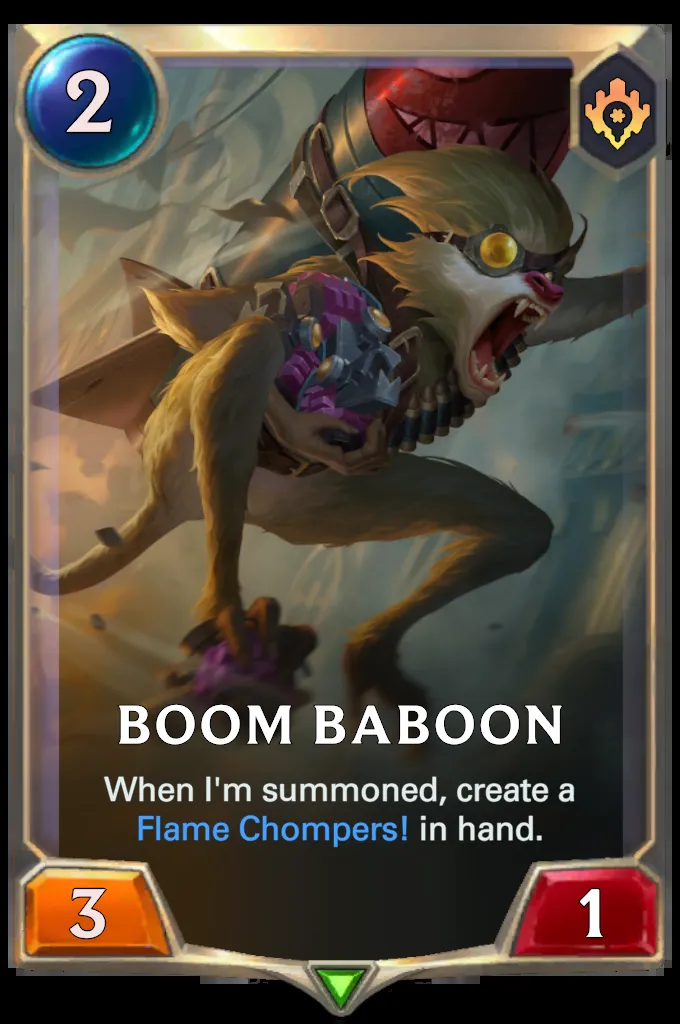 2
BOOM BABOON
When I'm summoned, create a
Flame Chompers! in hand.
3
1